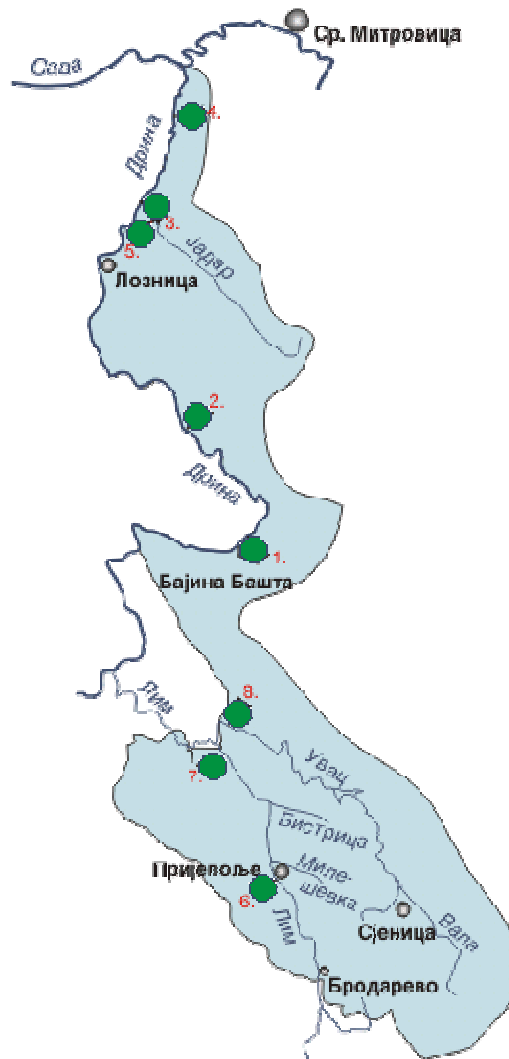 Ср. Митровица
Сава
4.
Дрина
3.
5.
Јадар
Лозница
2.
Дрина
1.
Бајина Башта
Лим
8.
Увац
7.
Бистрица
Пријепоље
Миле-
шевка
6.
Лим
Сјеница
Вапа
Бродарево